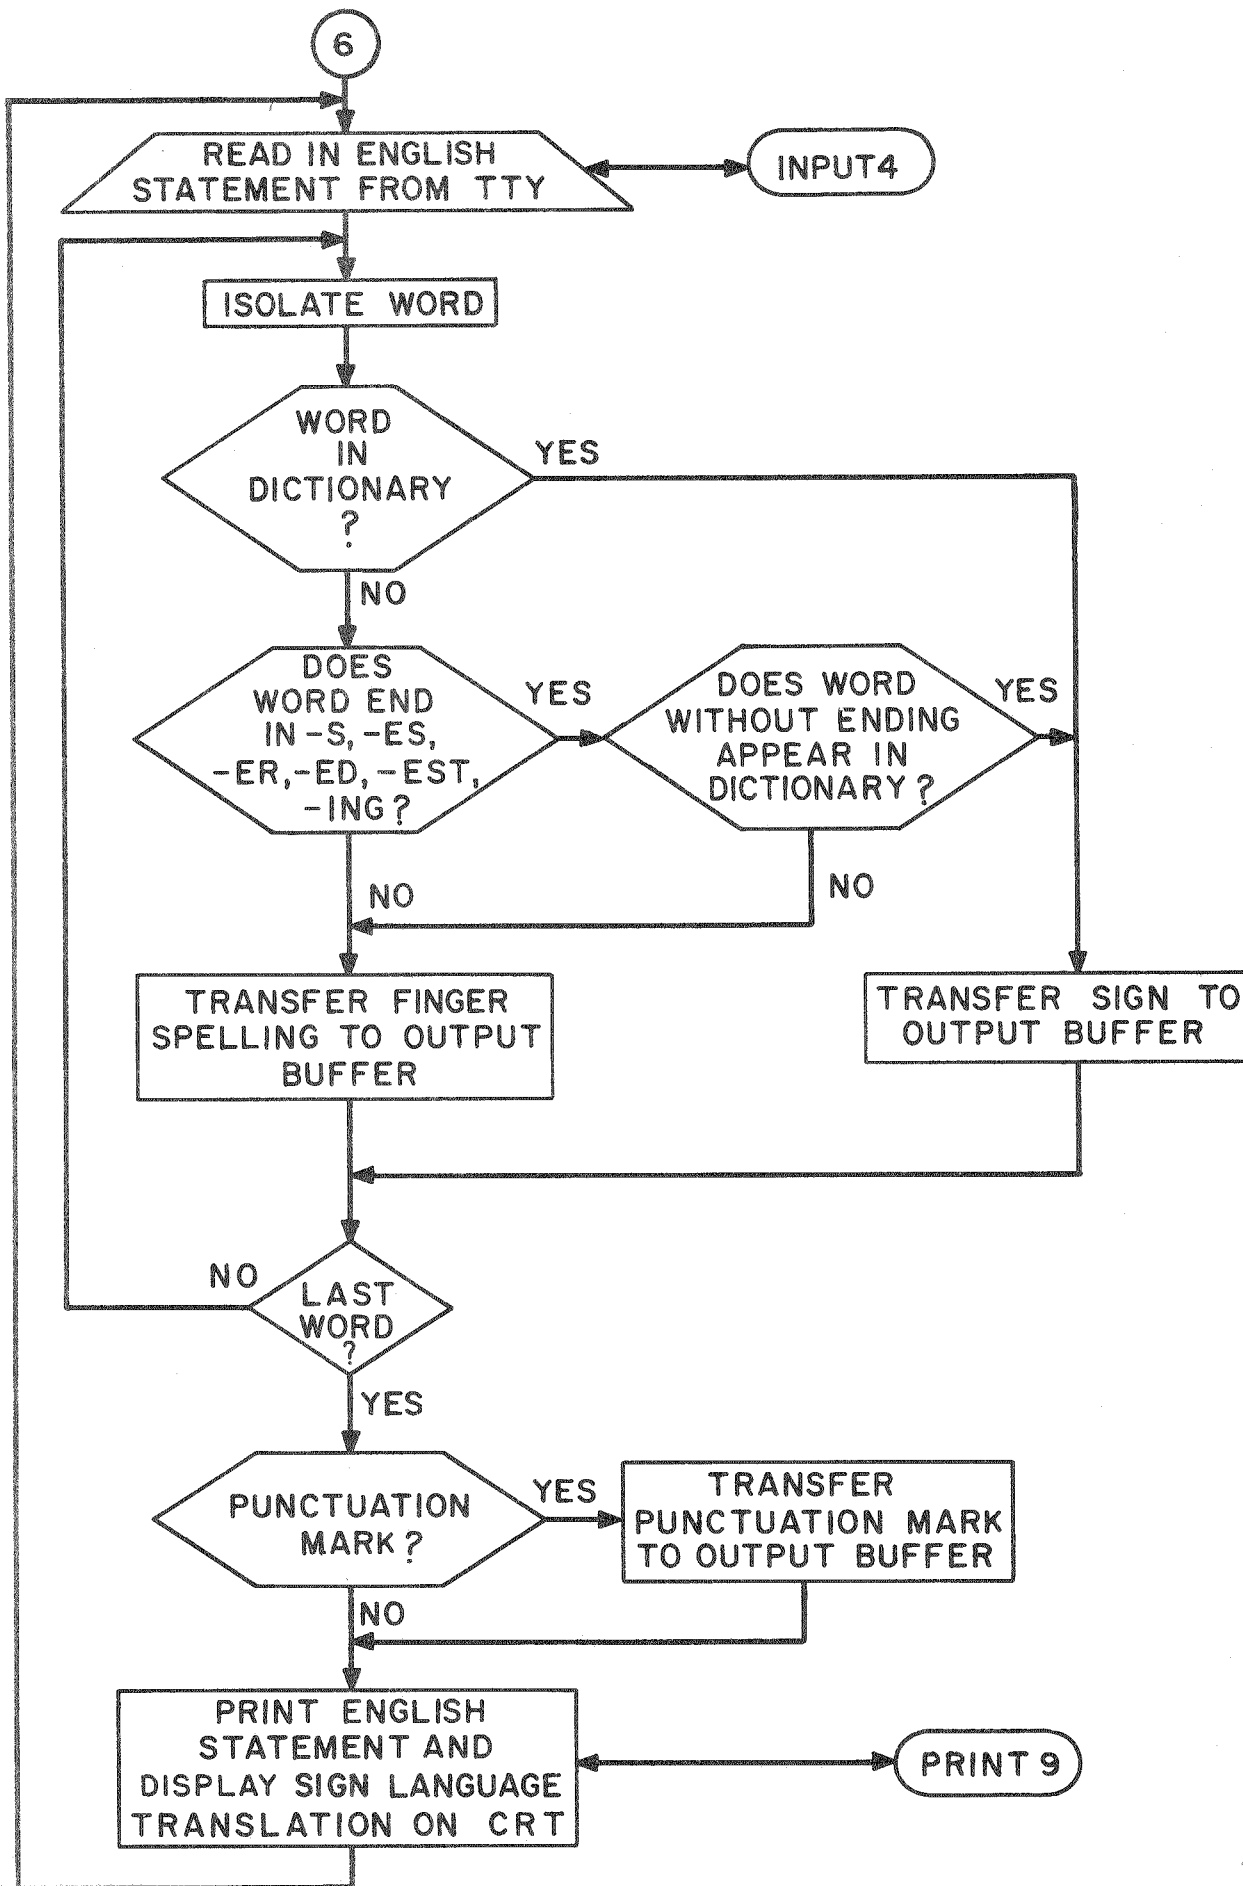 6
READ IN ENGLISH
STATEMENT FROM TTY
INPUT4
ISOLATE WORD
WORD
IN
DICTIONARY
?
YES
NO
DOES
WORD END
IN -S, -ES,
-ER, -ED, -EST,
-ING?
YES
DOES WORD
WITHOUT ENDING
APPEAR IN
DICTIONARY?
YES
NO
NO
TRANSFER FINGER
SPELLING TO OUTPUT
BUFFER
TRANSFER SIGN TO
OUTPUT BUFFER
NO
LAST
WORD
?
YES
PUNCTUATION
MARK?
YES
TRANSFER
PUNCTUATION MARK
TO OUTPUT BUFFER
NO
PRINT ENGLISH
STATEMENT AND
DISPLAY SIGN LANGUAGE
TRANSLATION ON CRT
PRINT 9